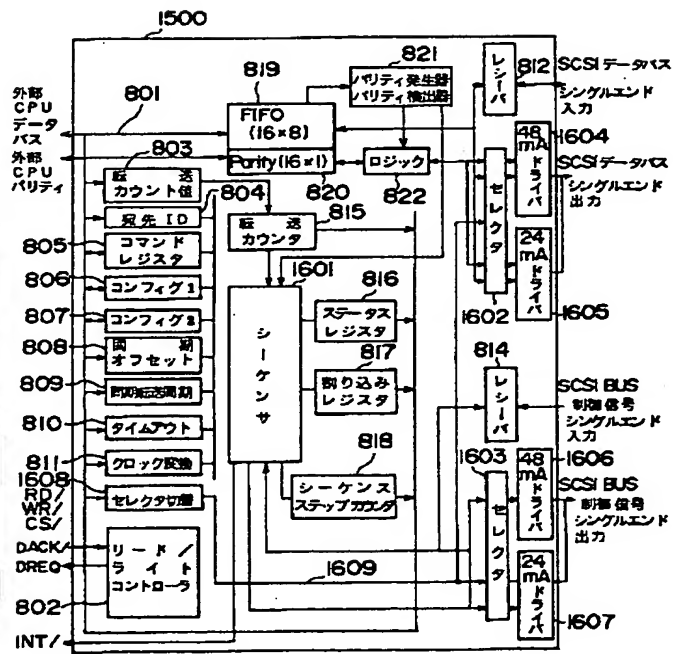 1500
外部
CPU
データ
バス
801
外部
CPU
パリティ
803
転送
カウント値
804
宛先ID
805
コマンド
レジスタ
806
コンフィグ1
807
コンフィグ2
808
同期
オフセット
809
同期転送周期
810
タイムアウト
811
クロック変換
1608
セレクタ切替
RD/
WR/
CS/
DACK/
DREQ
リード/
ライト
コントローラ
802
INT/
819
FIFO
(16×8)
Parity(16×1)
820
821
パリティ発生器
パリティ検出器
ロジック
822
転送
カウンタ
815
1601
シーケンサ
816
ステータス
レジスタ
817
割り込み
レジスタ
818
シーケンス
ステップカウンタ
1609
レシーバ
812
SCSIデータバス
シングルエンド
入力
1604
48
mA
ドライバ
SCSIデータバス
シングルエンド
出力
セレクタ
1602
24
mA
ドライバ
1605
814
レシーバ
SCSI BUS
制御信号
シングルエンド
入力
1603
セレクタ
48
mA
ドライバ
1606
SCSI BUS
制御信号
シングルエンド
出力
24
mA
ドライバ
1607